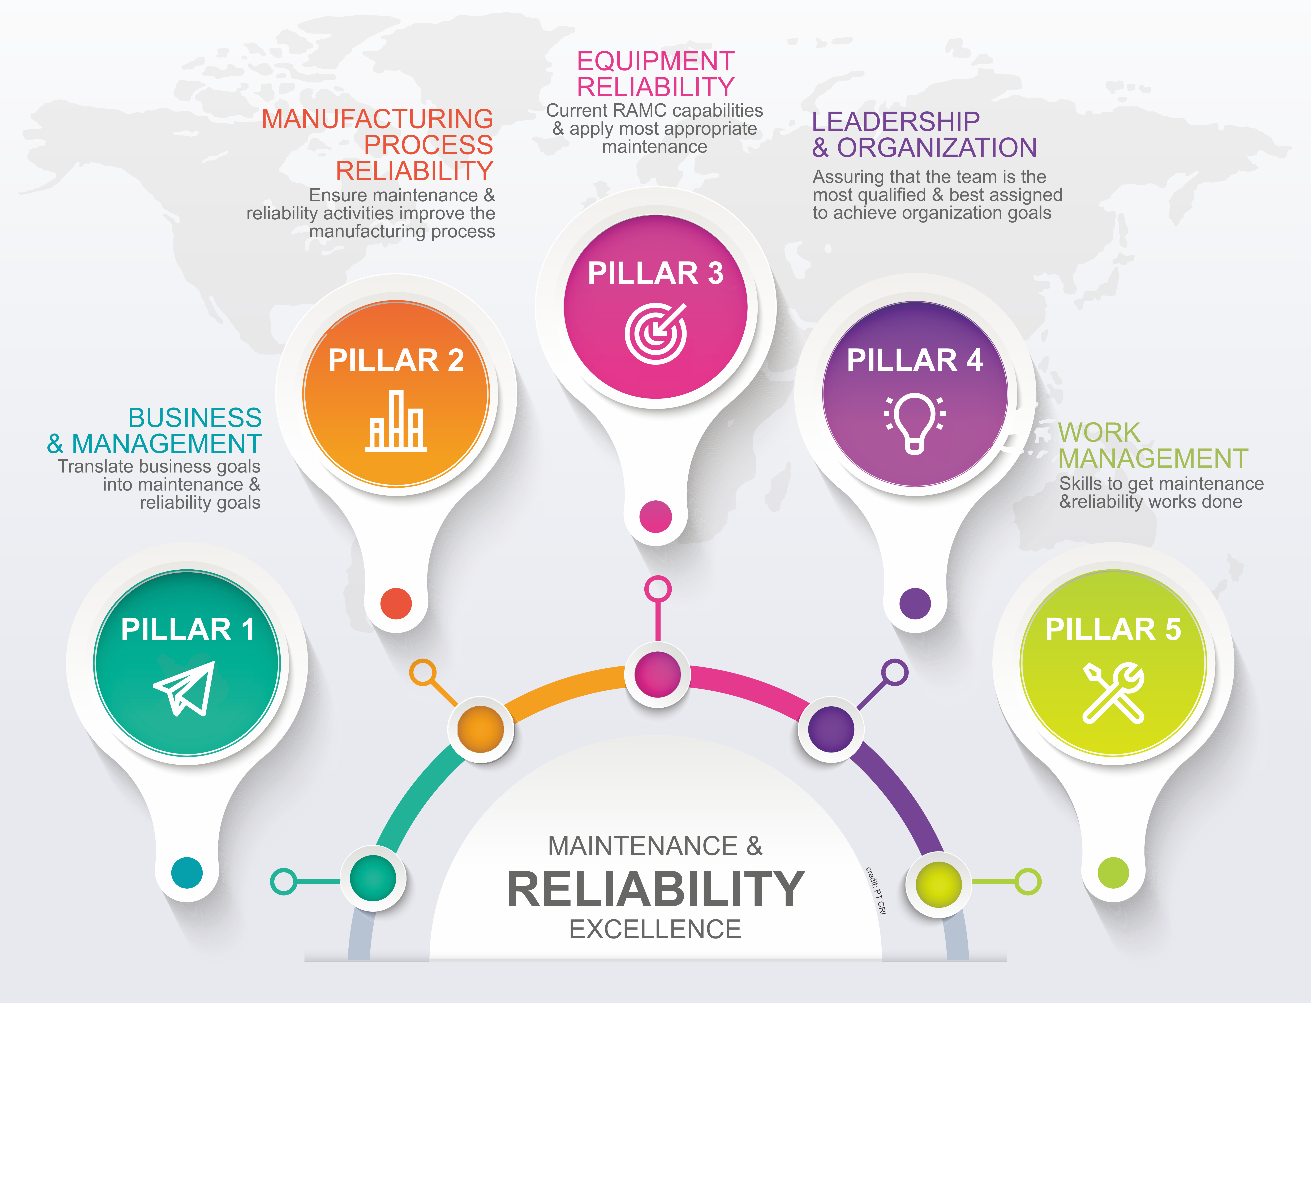 EQUIPMENT
RELIABILITY
Current RAMC capabilities
& apply most appropriate
maintenance
MANUFACTURING
PROCESS
RELIABILITY
Ensure maintenance &
reliability activities improve the
manufacturing process
LEADERSHIP
& ORGANIZATION
Assuring that the team is the
most qualified & best assigned
to achieve organization goals
PILLAR 3
PILLAR 2
PILLAR 4
BUSINESS
& MANAGEMENT
Translate business goals
into maintenance &
reliability goals
WORK
MANAGEMENT
Skills to get maintenance
&reliability works done
PILLAR 1
PILLAR 5
MAINTENANCE &
RELIABILITY
EXCELLENCE
credit PT CRI